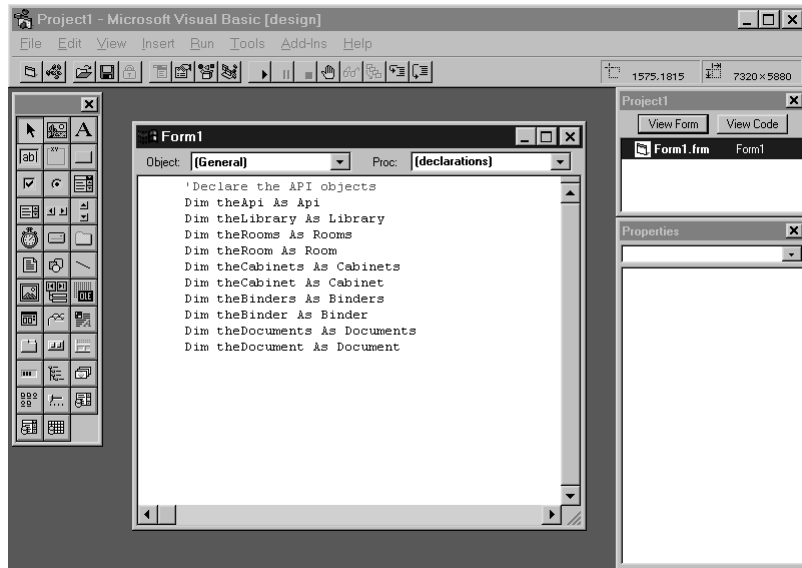 Project1 - Microsoft Visual Basic [design]
File Edit View Insert Run Tools Add-Ins Help
1575,1815 7320×5880
A
ab|
xv
OLE
Form1
Object: (General) Proc: (declarations)
'Declare the API objects
Dim theApi As Api
Dim theLibrary As Library
Dim theRooms As Rooms
Dim theRoom As Room
Dim theCabinets As Cabinets
Dim theCabinet As Cabinet
Dim theBinders As Binders
Dim theBinder As Binder
Dim theDocuments As Documents
Dim theDocument As Document
Project1
View Form View Code
Form1.frm Form1
Properties